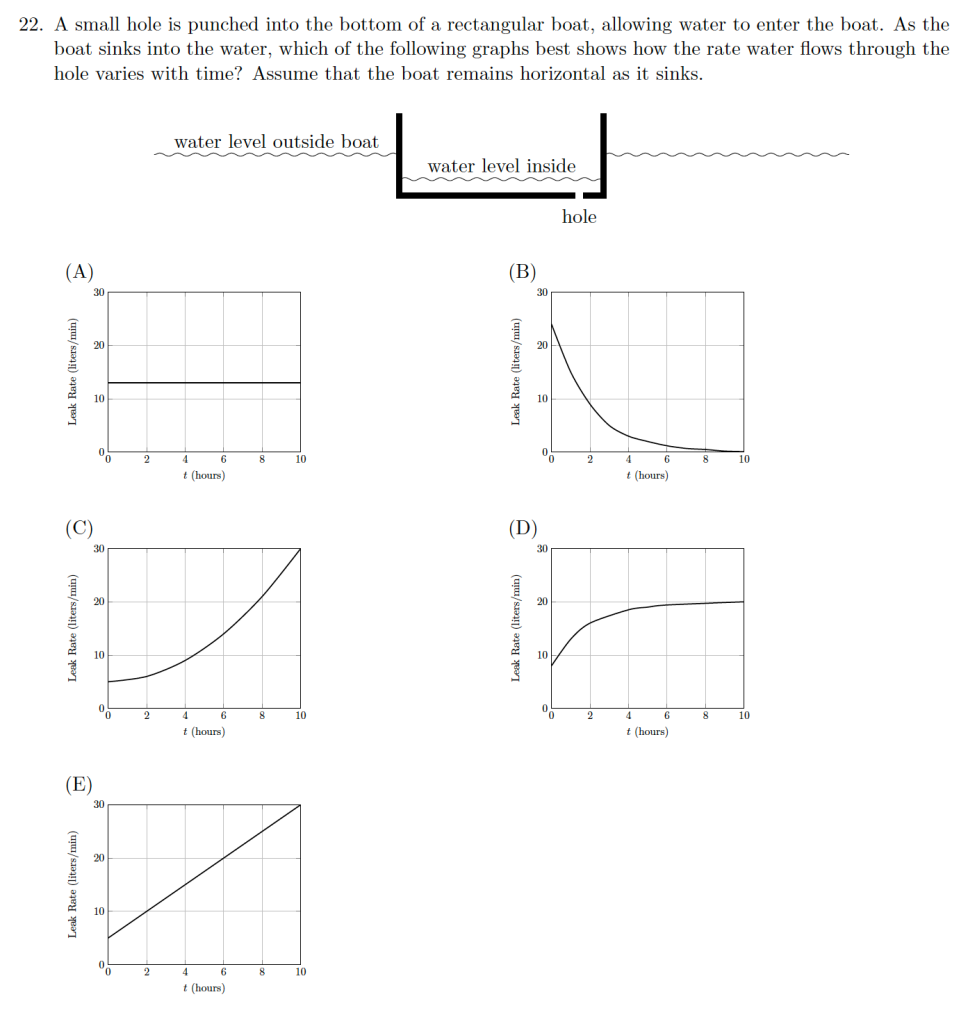 22. A small hole is punched into the bottom of a rectangular boat, allowing water to enter the boat. As the
boat sinks into the water, which of the following graphs best shows how the rate water flows through the
hole varies with time? Assume that the boat remains horizontal as it sinks.
water level outside boat
water level inside
hole
(A)
30
20
10
0
0 2 4 6 8 10
Leak Rate (liters/min)
t (hours)
(B)
30
20
10
0
0 2 4 6 8 10
Leak Rate (liters/min)
t (hours)
(C)
30
20
10
0
0 2 4 6 8 10
Leak Rate (liters/min)
t (hours)
(D)
30
20
10
0
0 2 4 6 8 10
Leak Rate (liters/min)
t (hours)
(E)
30
20
10
0
0 2 4 6 8 10
Leak Rate (liters/min)
t (hours)